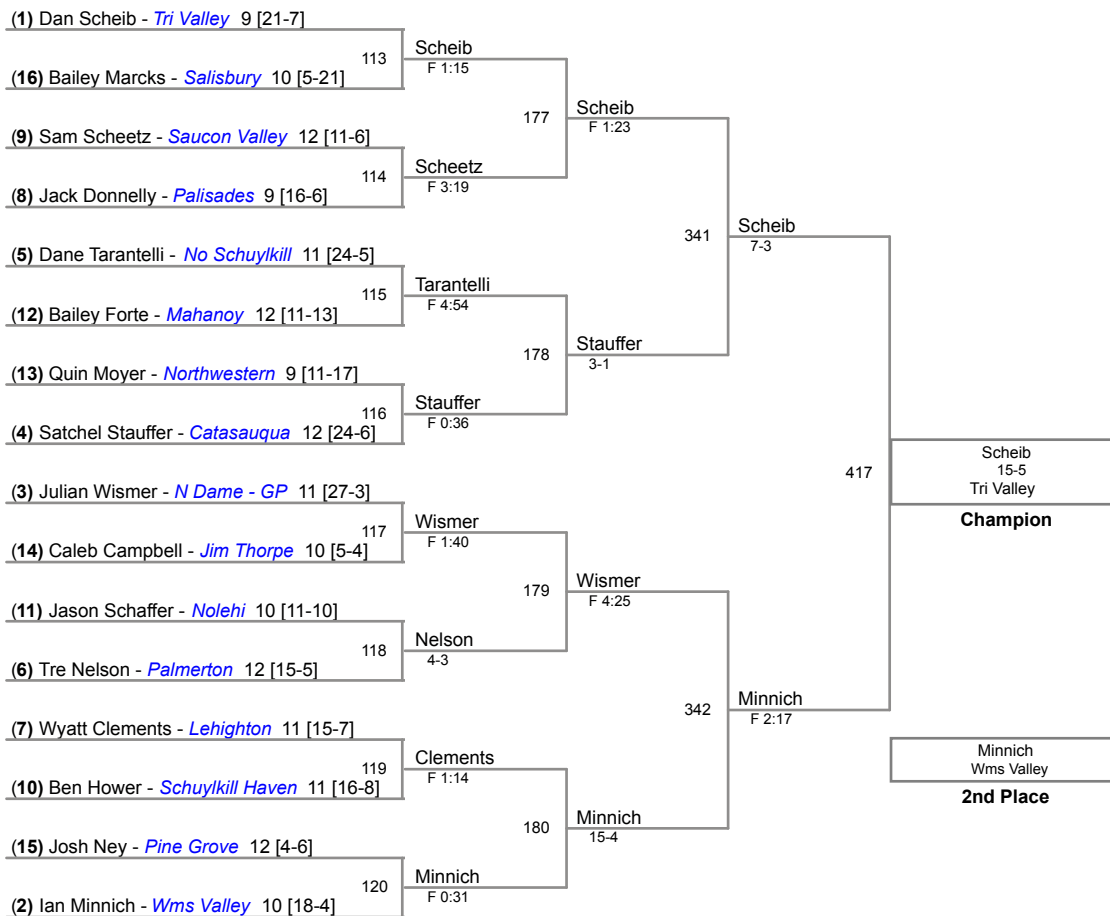 (1) Dan Scheib - Tri Valley 9 [21-7]
113
Scheib
F 1:15
(16) Bailey Marcks - Salisbury 10 [5-21]
177
Scheib
F 1:23
(9) Sam Scheetz - Saucon Valley 12 [11-6]
114
Scheetz
F 3:19
(8) Jack Donnelly - Palisades 9 [16-6]
341
Scheib
7-3
(5) Dane Tarantelli - No Schuylkill 11 [24-5]
115
Tarantelli
F 4:54
(12) Bailey Forte - Mahanoy 12 [11-13]
178
Stauffer
3-1
(13) Quin Moyer - Northwestern 9 [11-17]
116
Stauffer
F 0:36
(4) Satchel Stauffer - Catasauqua 12 [24-6]
417
Scheib
15-5
Tri Valley
Champion
(3) Julian Wismer - N Dame - GP 11 [27-3]
117
Wismer
F 1:40
(14) Caleb Campbell - Jim Thorpe 10 [5-4]
179
Wismer
F 4:25
(11) Jason Schaffer - Nolehi 10 [11-10]
118
Nelson
4-3
(6) Tre Nelson - Palmerton 12 [15-5]
342
Minnich
F 2:17
(7) Wyatt Clements - Lehighton 11 [15-7]
119
Clements
F 1:14
(10) Ben Hower - Schuylkill Haven 11 [16-8]
180
Minnich
15-4
(15) Josh Ney - Pine Grove 12 [4-6]
120
Minnich
F 0:31
(2) Ian Minnich - Wms Valley 10 [18-4]
Minnich
Wms Valley
2nd Place